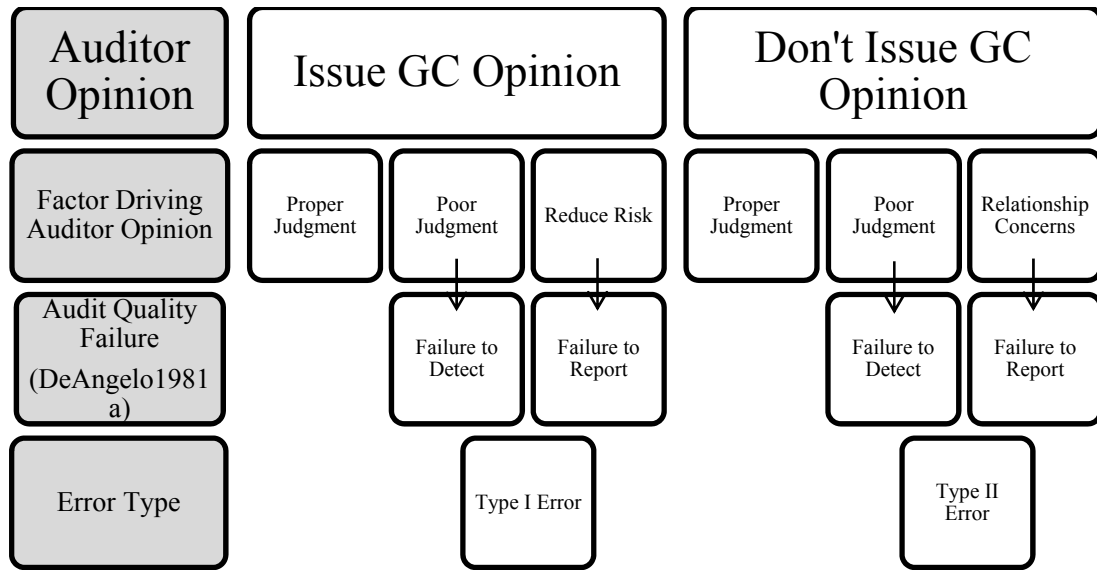 Auditor
Opinion
Issue GC Opinion
Don't Issue GC
Opinion
Factor Driving
Auditor Opinion
Proper
Judgment
Poor
Judgment
Reduce Risk
Proper
Judgment
Poor
Judgment
Relationship
Concerns
Audit Quality
Failure
(DeAngelo1981
a)
Failure to
Detect
Failure to
Report
Failure to
Detect
Failure to
Report
Error Type
Type I Error
Type II
Error